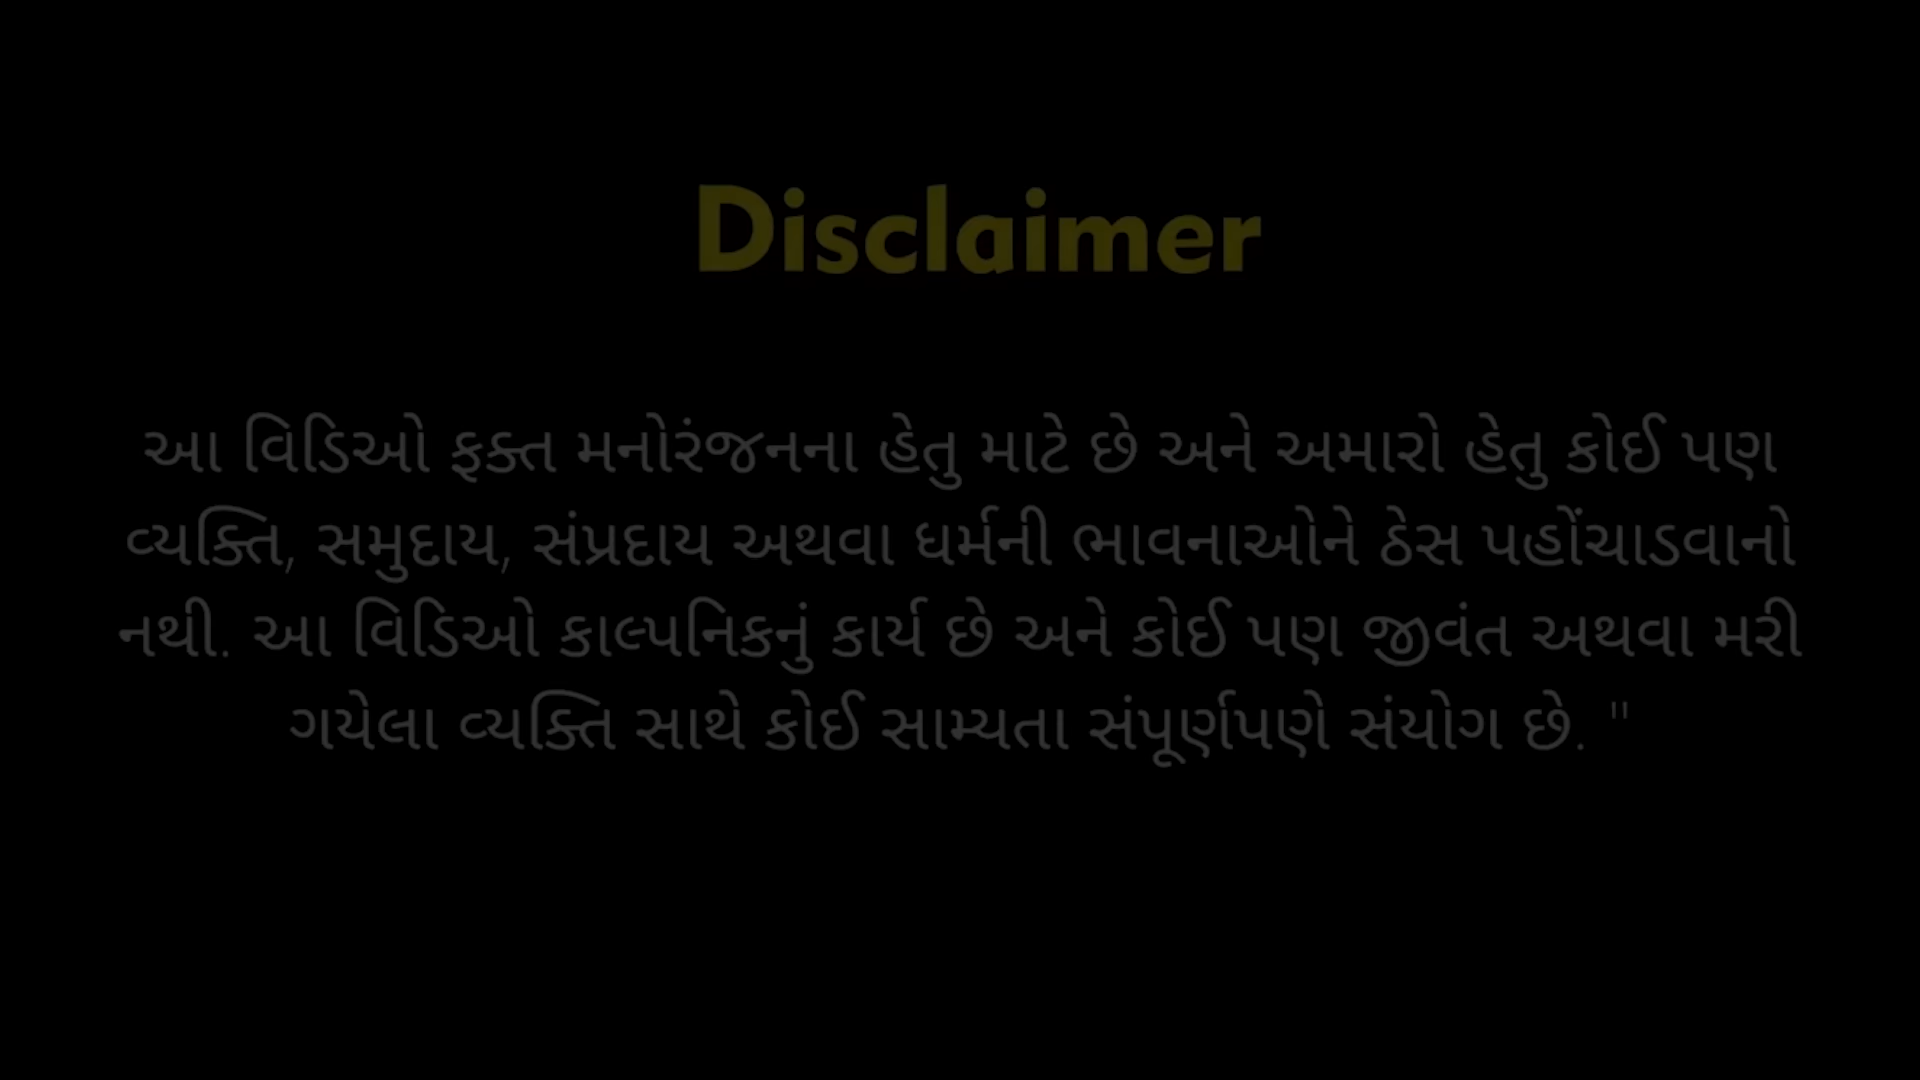 Disclaimer
આ વિડિઓ ફક્ત મનોરંજનના હેતુ માટે છે અને અમારો હેતુ કોઈ પણ
વ્યક્તિ, સમુદાય, સંપ્રદાય અથવા ધર્મની ભાવનાઓને ઠેસ પહોંચાડવાનો
નથી. આ વિડિઓ કાલ્પનિકનું કાર્ય છે અને કોઈ પણ જીવંત અથવા મરી
ગયેલા વ્યક્તિ સાથે કોઈ સામ્યતા સંપૂર્ણપણે સંયોગ છે. "